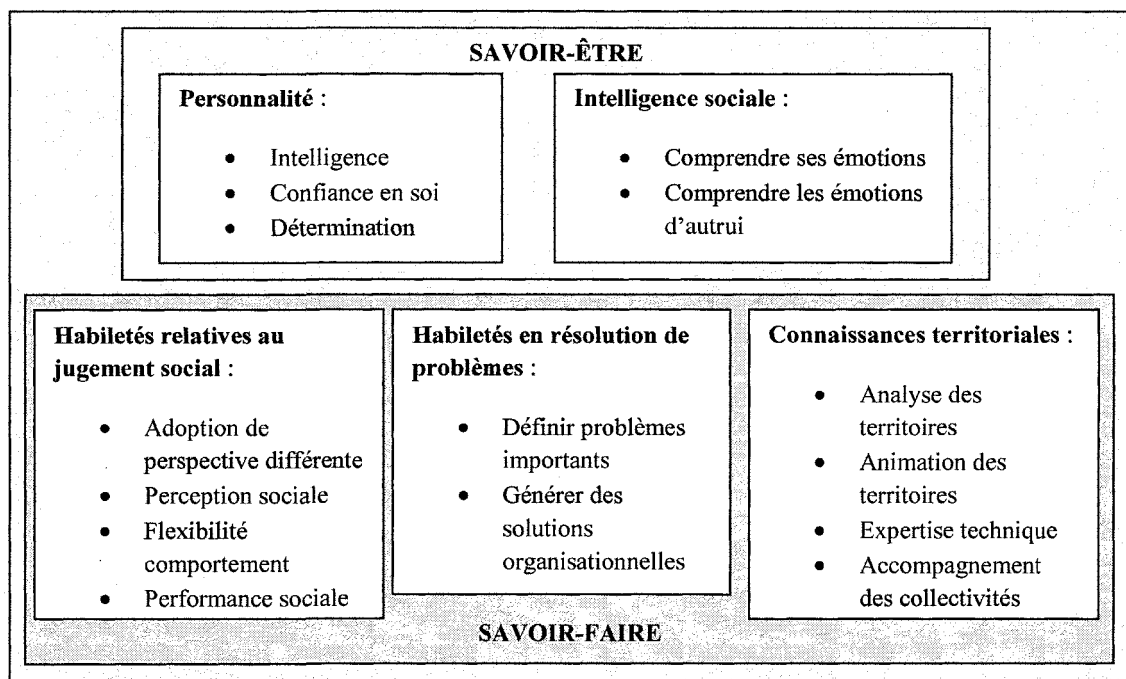 SAVOIR-ÊTRE
Personnalité :
• Intelligence
• Confiance en soi
• Détermination
Intelligence sociale :
• Comprendre ses émotions
• Comprendre les émotions
d'autrui
Habiletés relatives au
jugement social :
• Adoption de
perspective différente
• Perception sociale
• Flexibilité
comportement
• Performance sociale
Habiletés en résolution de
problèmes :
• Définir problèmes
importants
• Générer des
solutions
organisationnelles
Connaissances territoriales :
• Analyse des
territoires
• Animation des
territoires
• Expertise technique
• Accompagnement
des collectivités
SAVOIR-FAIRE